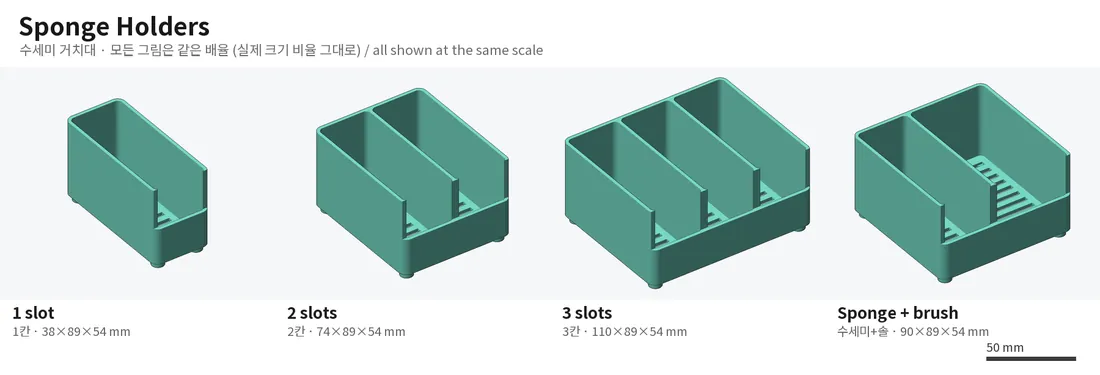 Sponge Holders
수세미 거치대 · 모든 그림은 같은 배율 (실제 크기 비율 그대로) / all shown at the same scale
1 slot
1칸 · 38×89×54 mm
2 slots
2칸 · 74×89×54 mm
3 slots
3칸 · 110×89×54 mm
Sponge + brush
수세미+솔 · 90×89×54 mm
50 mm